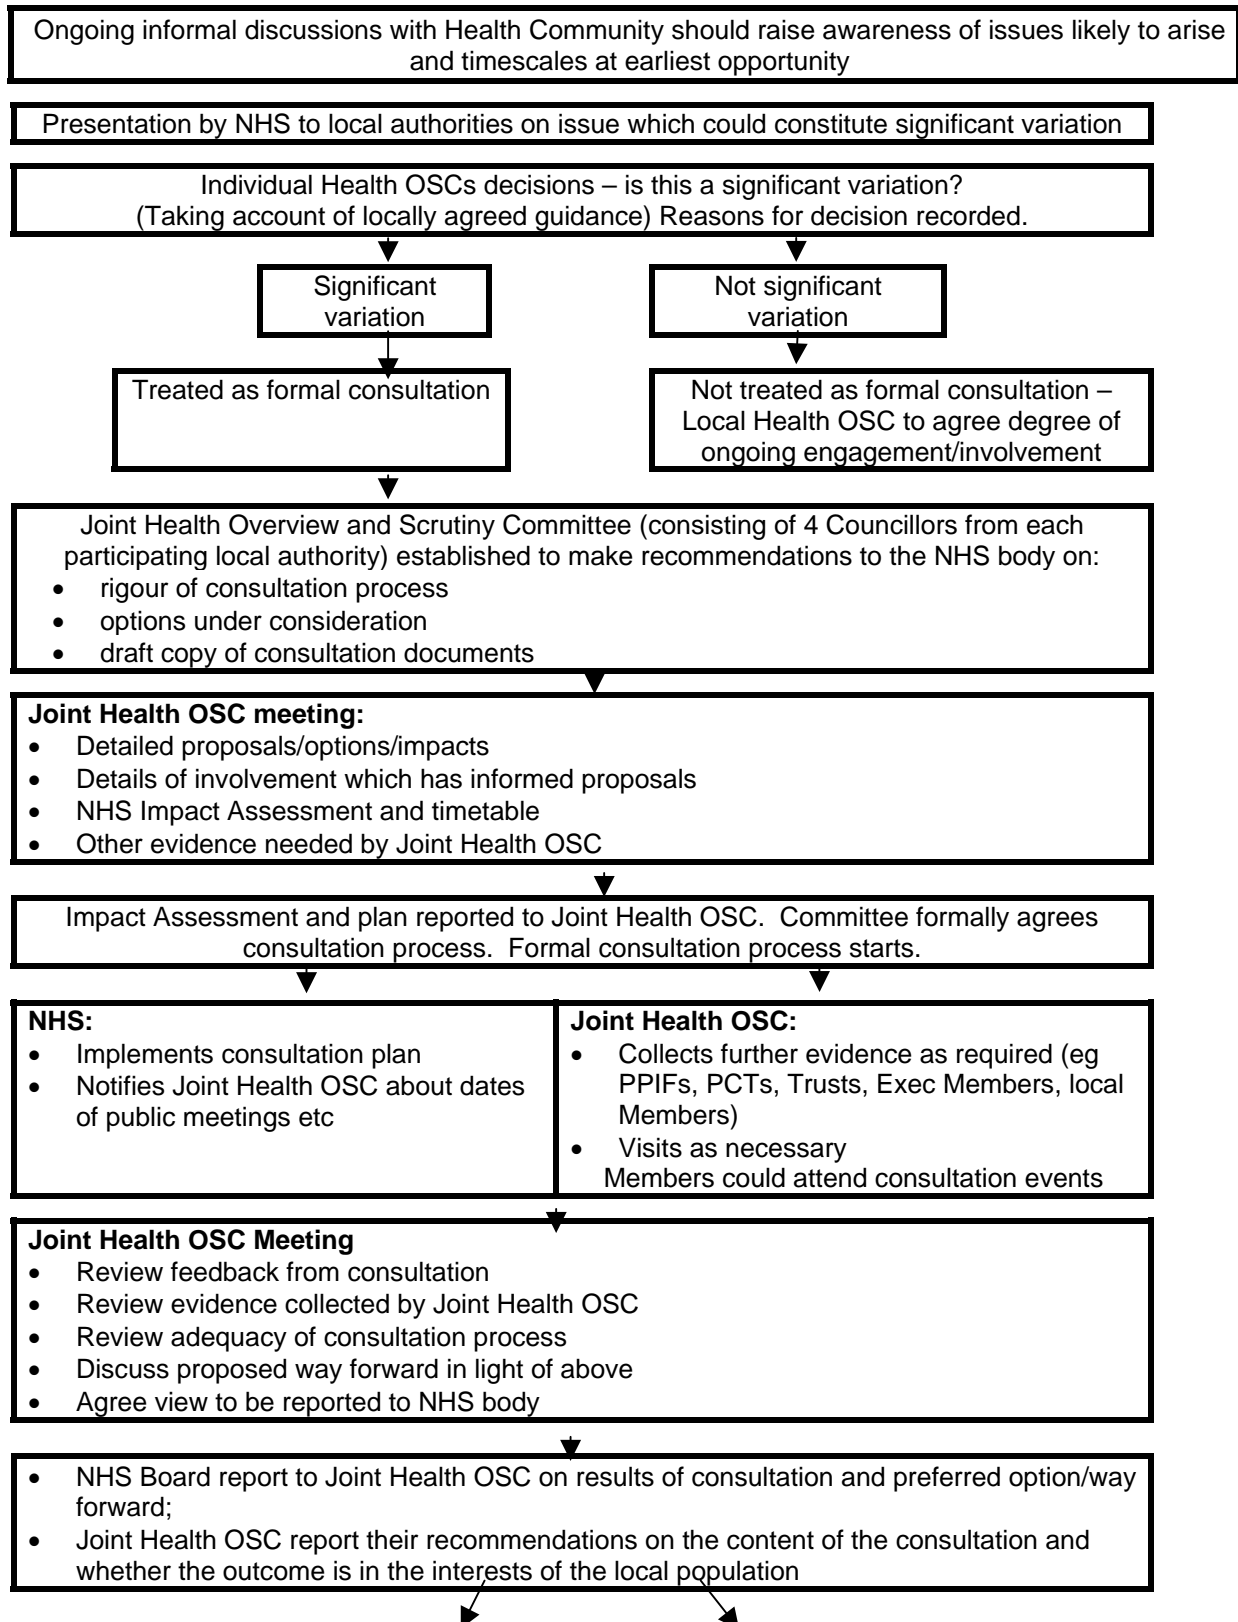 Ongoing informal discussions with Health Community should raise awareness of issues likely to arise
and timescales at earliest opportunity
Presentation by NHS to local authorities on issue which could constitute significant variation
Individual Health OSCs decisions – is this a significant variation?
(Taking account of locally agreed guidance) Reasons for decision recorded.
Significant
variation
Not significant
variation
Treated as formal consultation
Not treated as formal consultation –
Local Health OSC to agree degree of
ongoing engagement/involvement
Joint Health Overview and Scrutiny Committee (consisting of 4 Councillors from each
participating local authority) established to make recommendations to the NHS body on:
• rigour of consultation process
• options under consideration
• draft copy of consultation documents
Joint Health OSC meeting:
• Detailed proposals/options/impacts
• Details of involvement which has informed proposals
• NHS Impact Assessment and timetable
• Other evidence needed by Joint Health OSC
Impact Assessment and plan reported to Joint Health OSC. Committee formally agrees
consultation process. Formal consultation process starts.
NHS:
• Implements consultation plan
• Notifies Joint Health OSC about dates
of public meetings etc
Joint Health OSC:
• Collects further evidence as required (eg
PPIFs, PCTs, Trusts, Exec Members, local
Members)
• Visits as necessary
Members could attend consultation events
Joint Health OSC Meeting
• Review feedback from consultation
• Review evidence collected by Joint Health OSC
• Review adequacy of consultation process
• Discuss proposed way forward in light of above
• Agree view to be reported to NHS body
• NHS Board report to Joint Health OSC on results of consultation and preferred option/way
forward;
• Joint Health OSC report their recommendations on the content of the consultation and
whether the outcome is in the interests of the local population